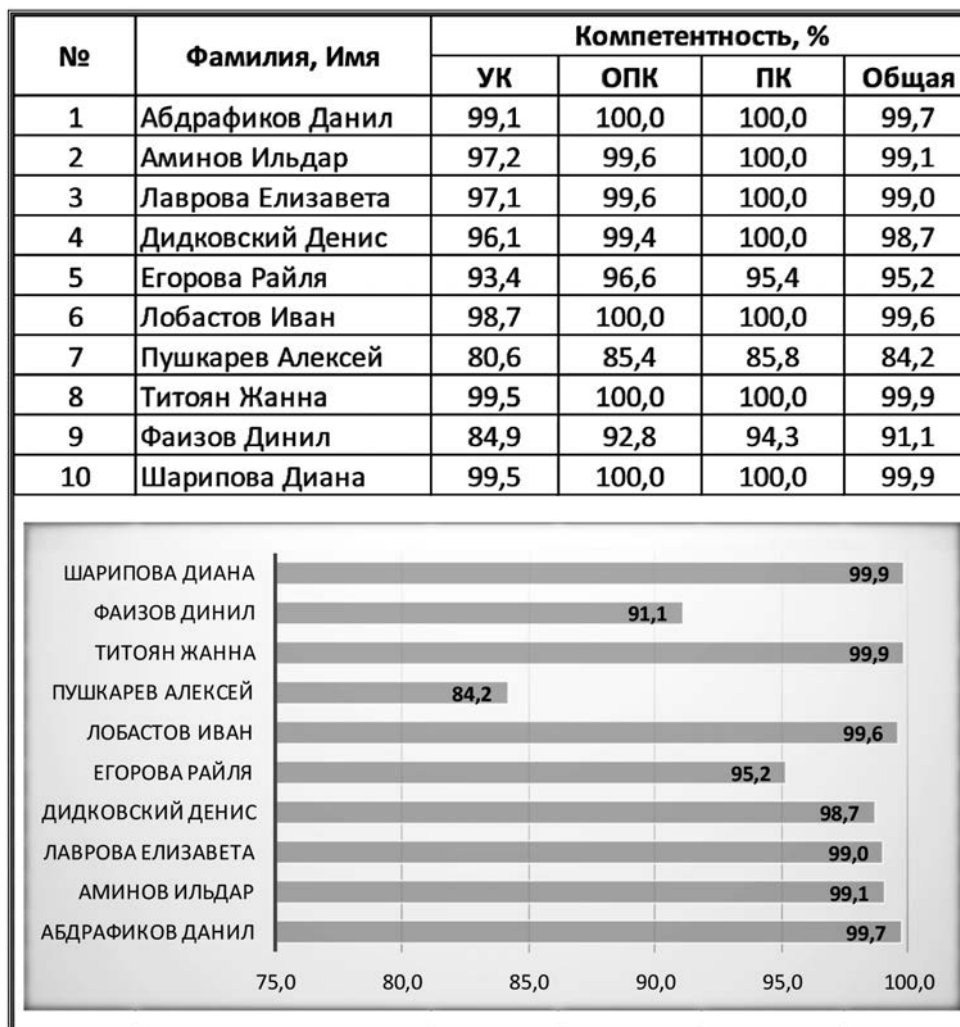 № Фамилия, Имя Компетентность, %
УК ОПК ПК Общая
1 Абдрафиков Данил 99,1 100,0 100,0 99,7
2 Аминов Ильдар 97,2 99,6 100,0 99,1
3 Лаврова Елизавета 97,1 99,6 100,0 99,0
4 Дидковский Денис 96,1 99,4 100,0 98,7
5 Егорова Райля 93,4 96,6 95,4 95,2
6 Лобастов Иван 98,7 100,0 100,0 99,6
7 Пушкарев Алексей 80,6 85,4 85,8 84,2
8 Титоян Жанна 99,5 100,0 100,0 99,9
9 Фаизов Динил 84,9 92,8 94,3 91,1
10 Шарипова Диана 99,5 100,0 100,0 99,9
ШАРИПОВА ДИАНА 99,9
ФАИЗОВ ДИНИЛ 91,1
ТИТОЯН ЖАННА 99,9
ПУШКАРЕВ АЛЕКСЕЙ 84,2
ЛОБАСТОВ ИВАН 99,6
ЕГОРОВА РАЙЛЯ 95,2
ДИДКОВСКИЙ ДЕНИС 98,7
ЛАВРОВА ЕЛИЗАВЕТА 99,0
АМИНОВ ИЛЬДАР 99,1
АБДРАФИКОВ ДАНИЛ 99,7
75,0 80,0 85,0 90,0 95,0 100,0